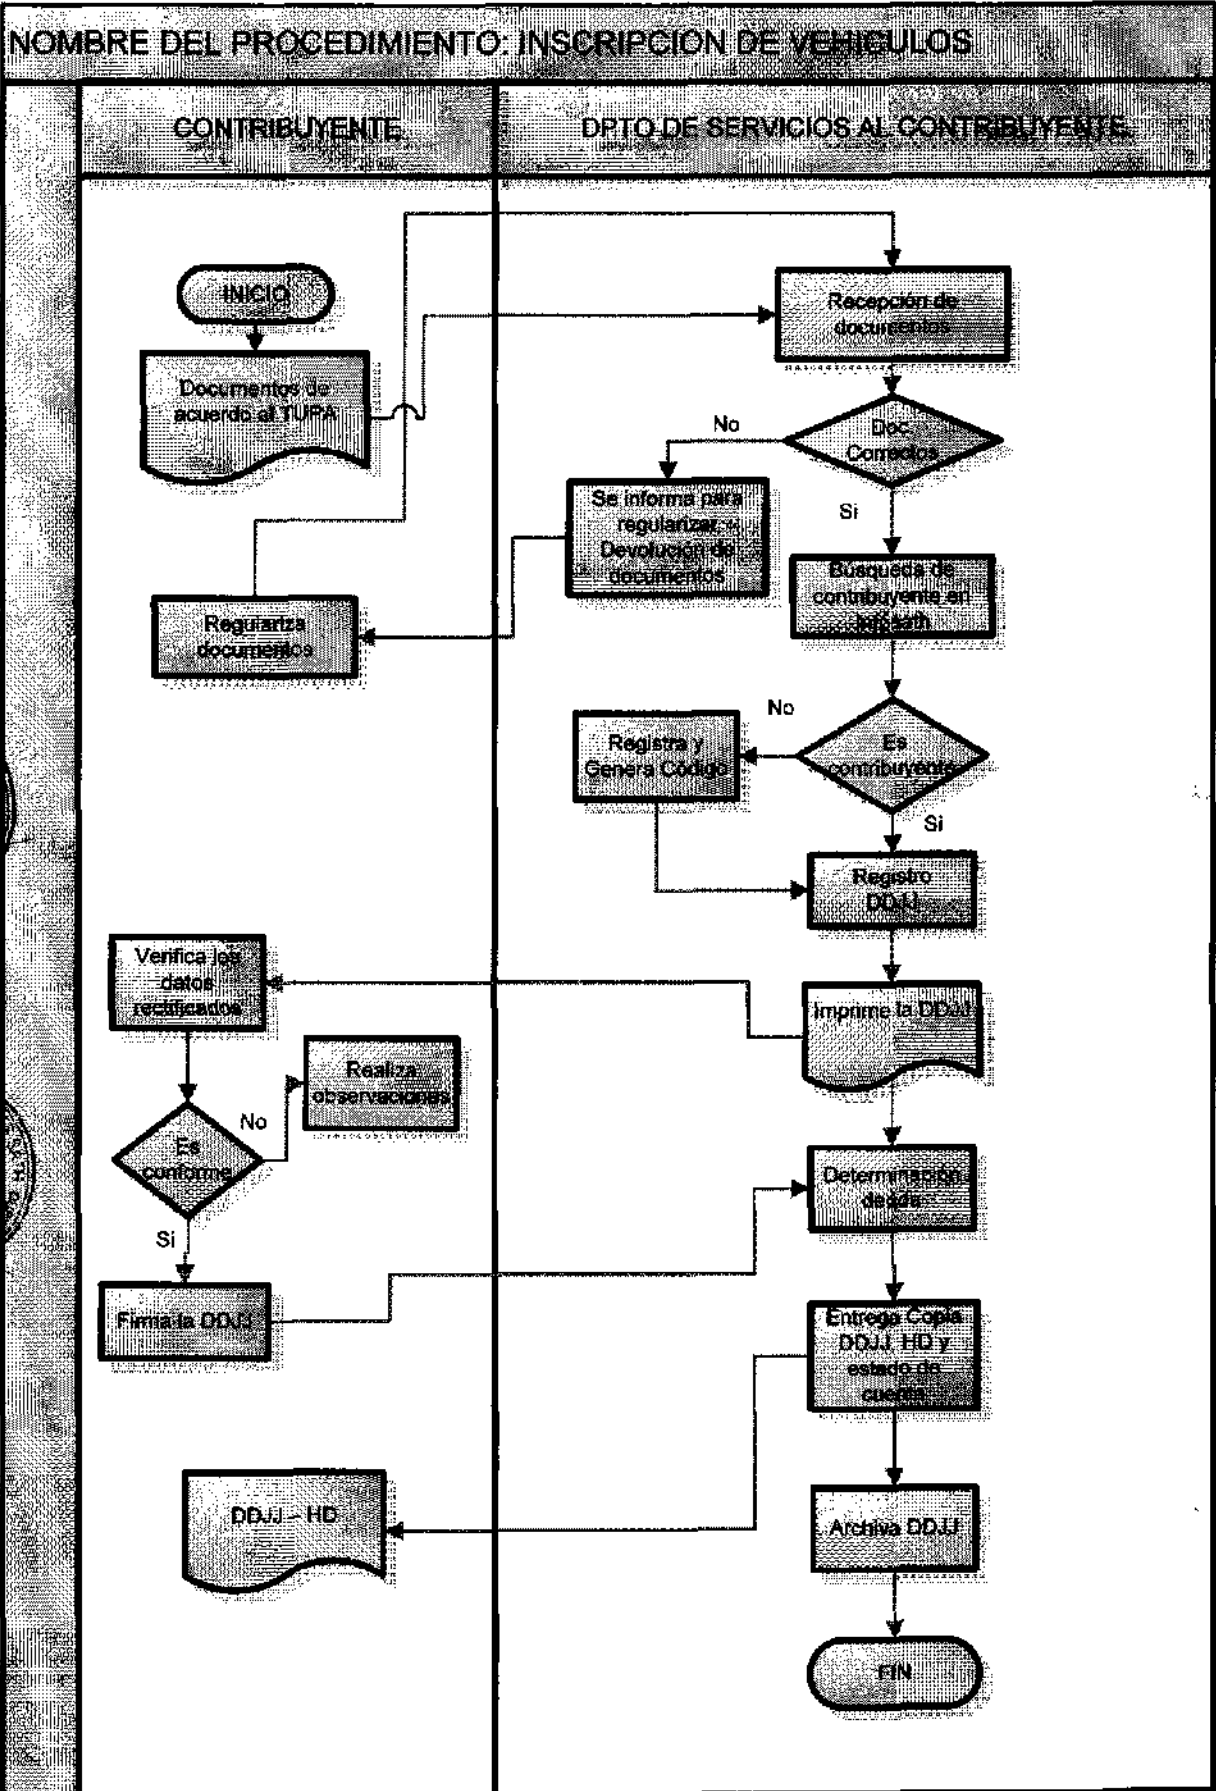 NOMBRE DEL PROCEDIMIENTO: INSCRIPCION DE VEHICULOS
CONTRIBUYENTE
DPTO DE SERVICIOS AL CONTRIBUYENTE
INICIO
Documentos de
acuerdo al TUPA
Recepción de
documentos
Doc
Correctos
No
Si
Se informa para
regularizar -
Devolución de
documentos
Búsqueda de
contribuyente en
Infosath
Regulariza
documentos
Es
contribuyente
No
Si
Registra y
Genera Código
Registro
DDJJ
Imprime la DDJJ
Verifica los
datos
rectificados
Es
conforme
No
Si
Realiza
observaciones
Firma la DDJJ
Determinación
deuda
Entrega Copia
DDJJ, HD y
estado de
cuenta
DDJJ - HD
Archiva DDJJ
FIN